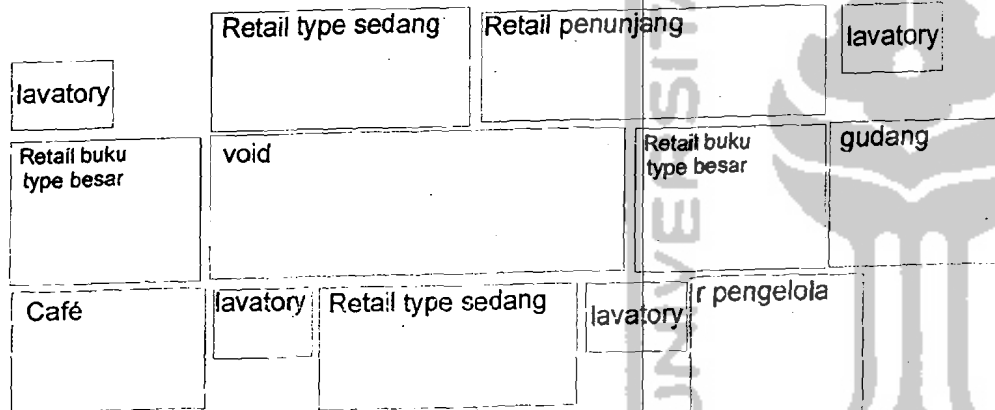 Retail type sedang
Retail penunjang
lavatory
lavatory
Retail buku
type besar
void
Retail buku
type besar
gudang
Café
lavatory
Retail type sedang
lavatory
r pengelola